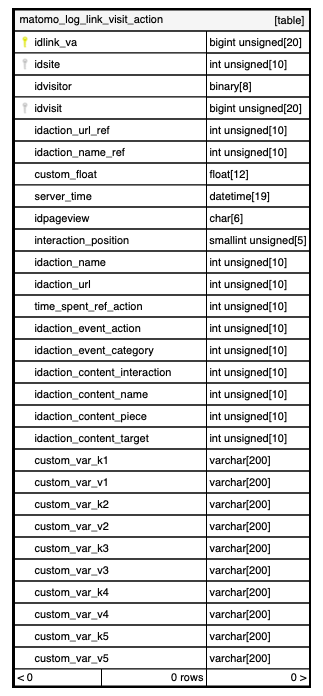 matomo_log_link_visit_action [table]
idlink_va bigint unsigned[20]
idsite int unsigned[10]
idvisitor binary[8]
idvisit bigint unsigned[20]
idaction_url_ref int unsigned[10]
idaction_name_ref int unsigned[10]
custom_float float[12]
server_time datetime[19]
idpageview char[6]
interaction_position smallint unsigned[5]
idaction_name int unsigned[10]
idaction_url int unsigned[10]
time_spent_ref_action int unsigned[10]
idaction_event_action int unsigned[10]
idaction_event_category int unsigned[10]
idaction_content_interaction int unsigned[10]
idaction_content_name int unsigned[10]
idaction_content_piece int unsigned[10]
idaction_content_target int unsigned[10]
custom_var_k1 varchar[200]
custom_var_v1 varchar[200]
custom_var_k2 varchar[200]
custom_var_v2 varchar[200]
custom_var_k3 varchar[200]
custom_var_v3 varchar[200]
custom_var_k4 varchar[200]
custom_var_v4 varchar[200]
custom_var_k5 varchar[200]
custom_var_v5 varchar[200]
< 0 0 rows 0 >